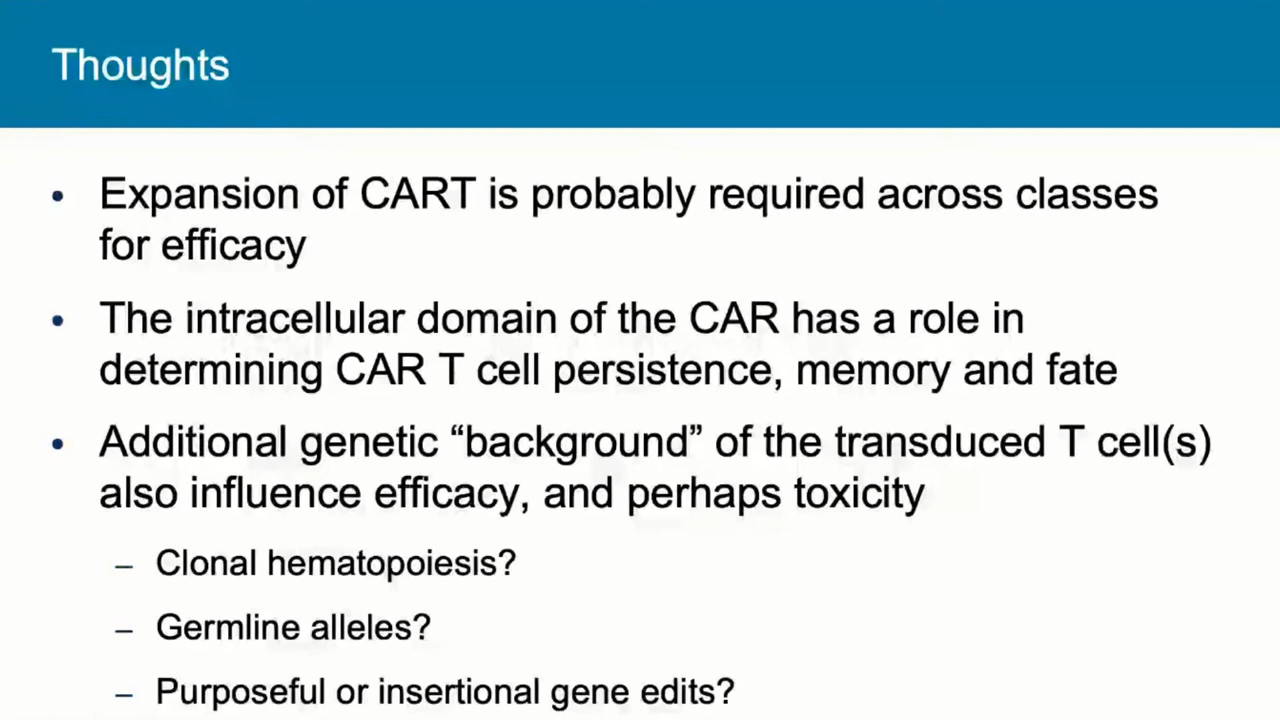 Thoughts
• Expansion of CART is probably required across classes
for efficacy
• The intracellular domain of the CAR has a role in
determining CAR T cell persistence, memory and fate
• Additional genetic “background” of the transduced T cell(s)
also influence efficacy, and perhaps toxicity
– Clonal hematopoiesis?
– Germline alleles?
– Purposeful or insertional gene edits?